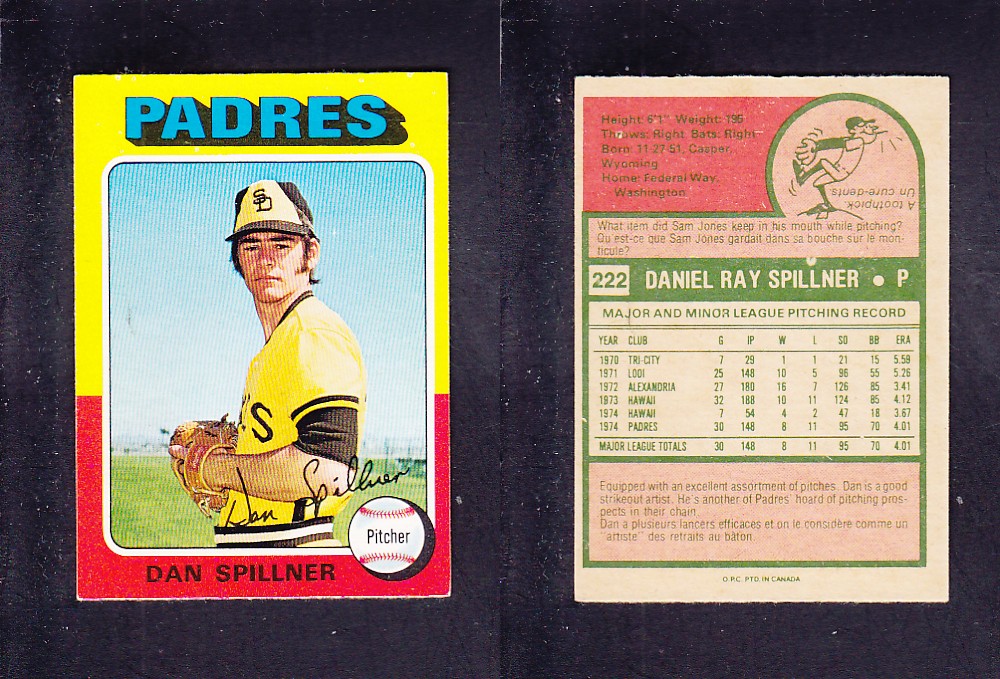 PADRES
SD
S
Dan Spillner
Pitcher
DAN SPILLNER
Height: 6'1" Weight: 195
Throws: Right Bats: Right
Born: 11-27-51, Casper,
Wyoming
Home: Federal Way,
Washington
A toothpick.
Un cure-dents.
What item did Sam Jones keep in his mouth while pitching?
Qu est-ce que Sam Jones gardait dans sa bouche sur le mon-
ticule?
222 DANIEL RAY SPILLNER • P
MAJOR AND MINOR LEAGUE PITCHING RECORD
YEAR CLUB G IP W L SO BB ERA
1970 TRI-CITY 7 29 1 1 21 15 5.59
1971 LODI 25 148 10 5 96 55 5.26
1972 ALEXANDRIA 27 180 16 7 126 85 3.41
1973 HAWAII 32 188 10 11 124 85 4.12
1974 HAWAII 7 54 4 2 47 18 3.67
1974 PADRES 30 148 8 11 95 70 4.01
MAJOR LEAGUE TOTALS 30 148 8 11 95 70 4.01
Equipped with an excellent assortment of pitches. Dan is a good
strikeout artist. He's another of Padres' hoard of pitching pros-
pects in their chain.
Dan a plusieurs lancers efficaces et on le considère comme un
"artiste" des retraits au bâton.
O.P.C. PTD. IN CANADA